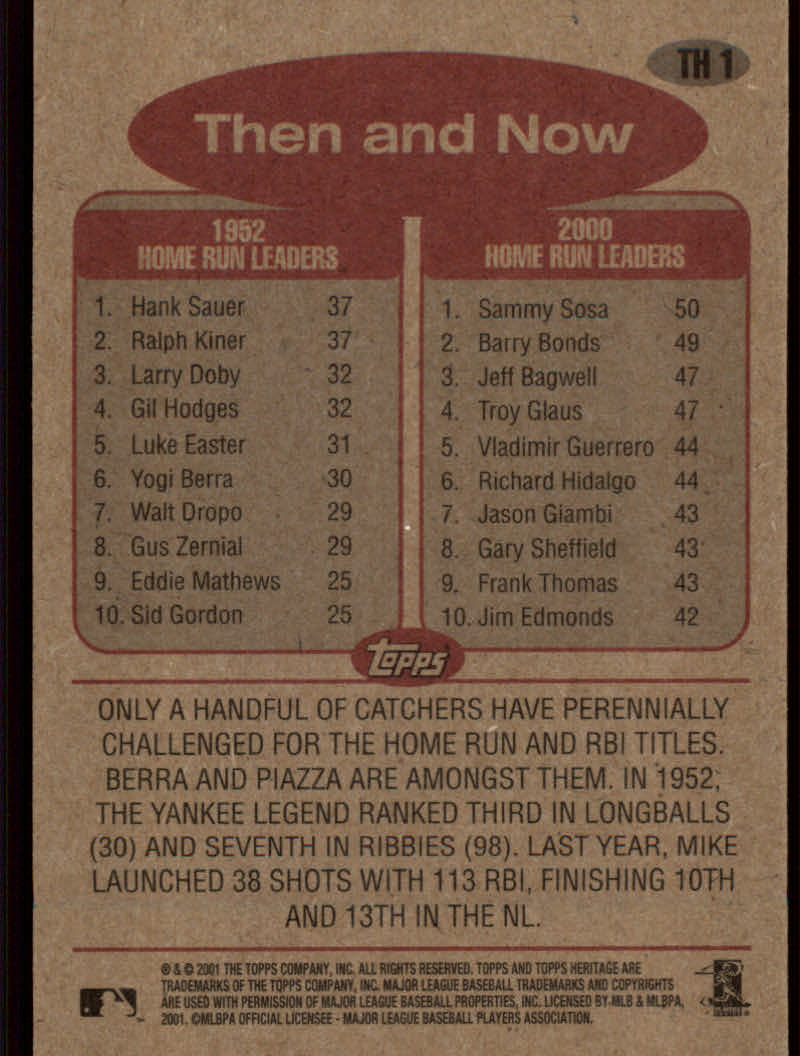 TH 1
Then and Now
1952
HOME RUN LEADERS
1. Hank Sauer 37
2. Ralph Kiner 37
3. Larry Doby 32
4. Gil Hodges 32
5. Luke Easter 31
6. Yogi Berra 30
7. Walt Dropo 29
8. Gus Zernial 29
9. Eddie Mathews 25
10. Sid Gordon 25
2000
HOME RUN LEADERS
1. Sammy Sosa 50
2. Barry Bonds 49
3. Jeff Bagwell 47
4. Troy Glaus 47
5. Vladimir Guerrero 44
6. Richard Hidalgo 44
7. Jason Giambi 43
8. Gary Sheffield 43
9. Frank Thomas 43
10. Jim Edmonds 42
Topps
ONLY A HANDFUL OF CATCHERS HAVE PERENNIALLY
CHALLENGED FOR THE HOME RUN AND RBI TITLES.
BERRA AND PIAZZA ARE AMONGST THEM. IN 1952,
THE YANKEE LEGEND RANKED THIRD IN LONGBALLS
(30) AND SEVENTH IN RIBBIES (98). LAST YEAR, MIKE
LAUNCHED 38 SHOTS WITH 113 RBI, FINISHING 10TH
AND 13TH IN THE NL.
® & © 2001 THE TOPPS COMPANY, INC. ALL RIGHTS RESERVED. TOPPS AND TOPPS HERITAGE ARE
TRADEMARKS OF THE TOPPS COMPANY, INC. MAJOR LEAGUE BASEBALL TRADEMARKS AND COPYRIGHTS
ARE USED WITH PERMISSION OF MAJOR LEAGUE BASEBALL PROPERTIES, INC. LICENSED BY MLB & MLBPA,
2001. ©MLBPA OFFICIAL LICENSEE - MAJOR LEAGUE BASEBALL PLAYERS ASSOCIATION.